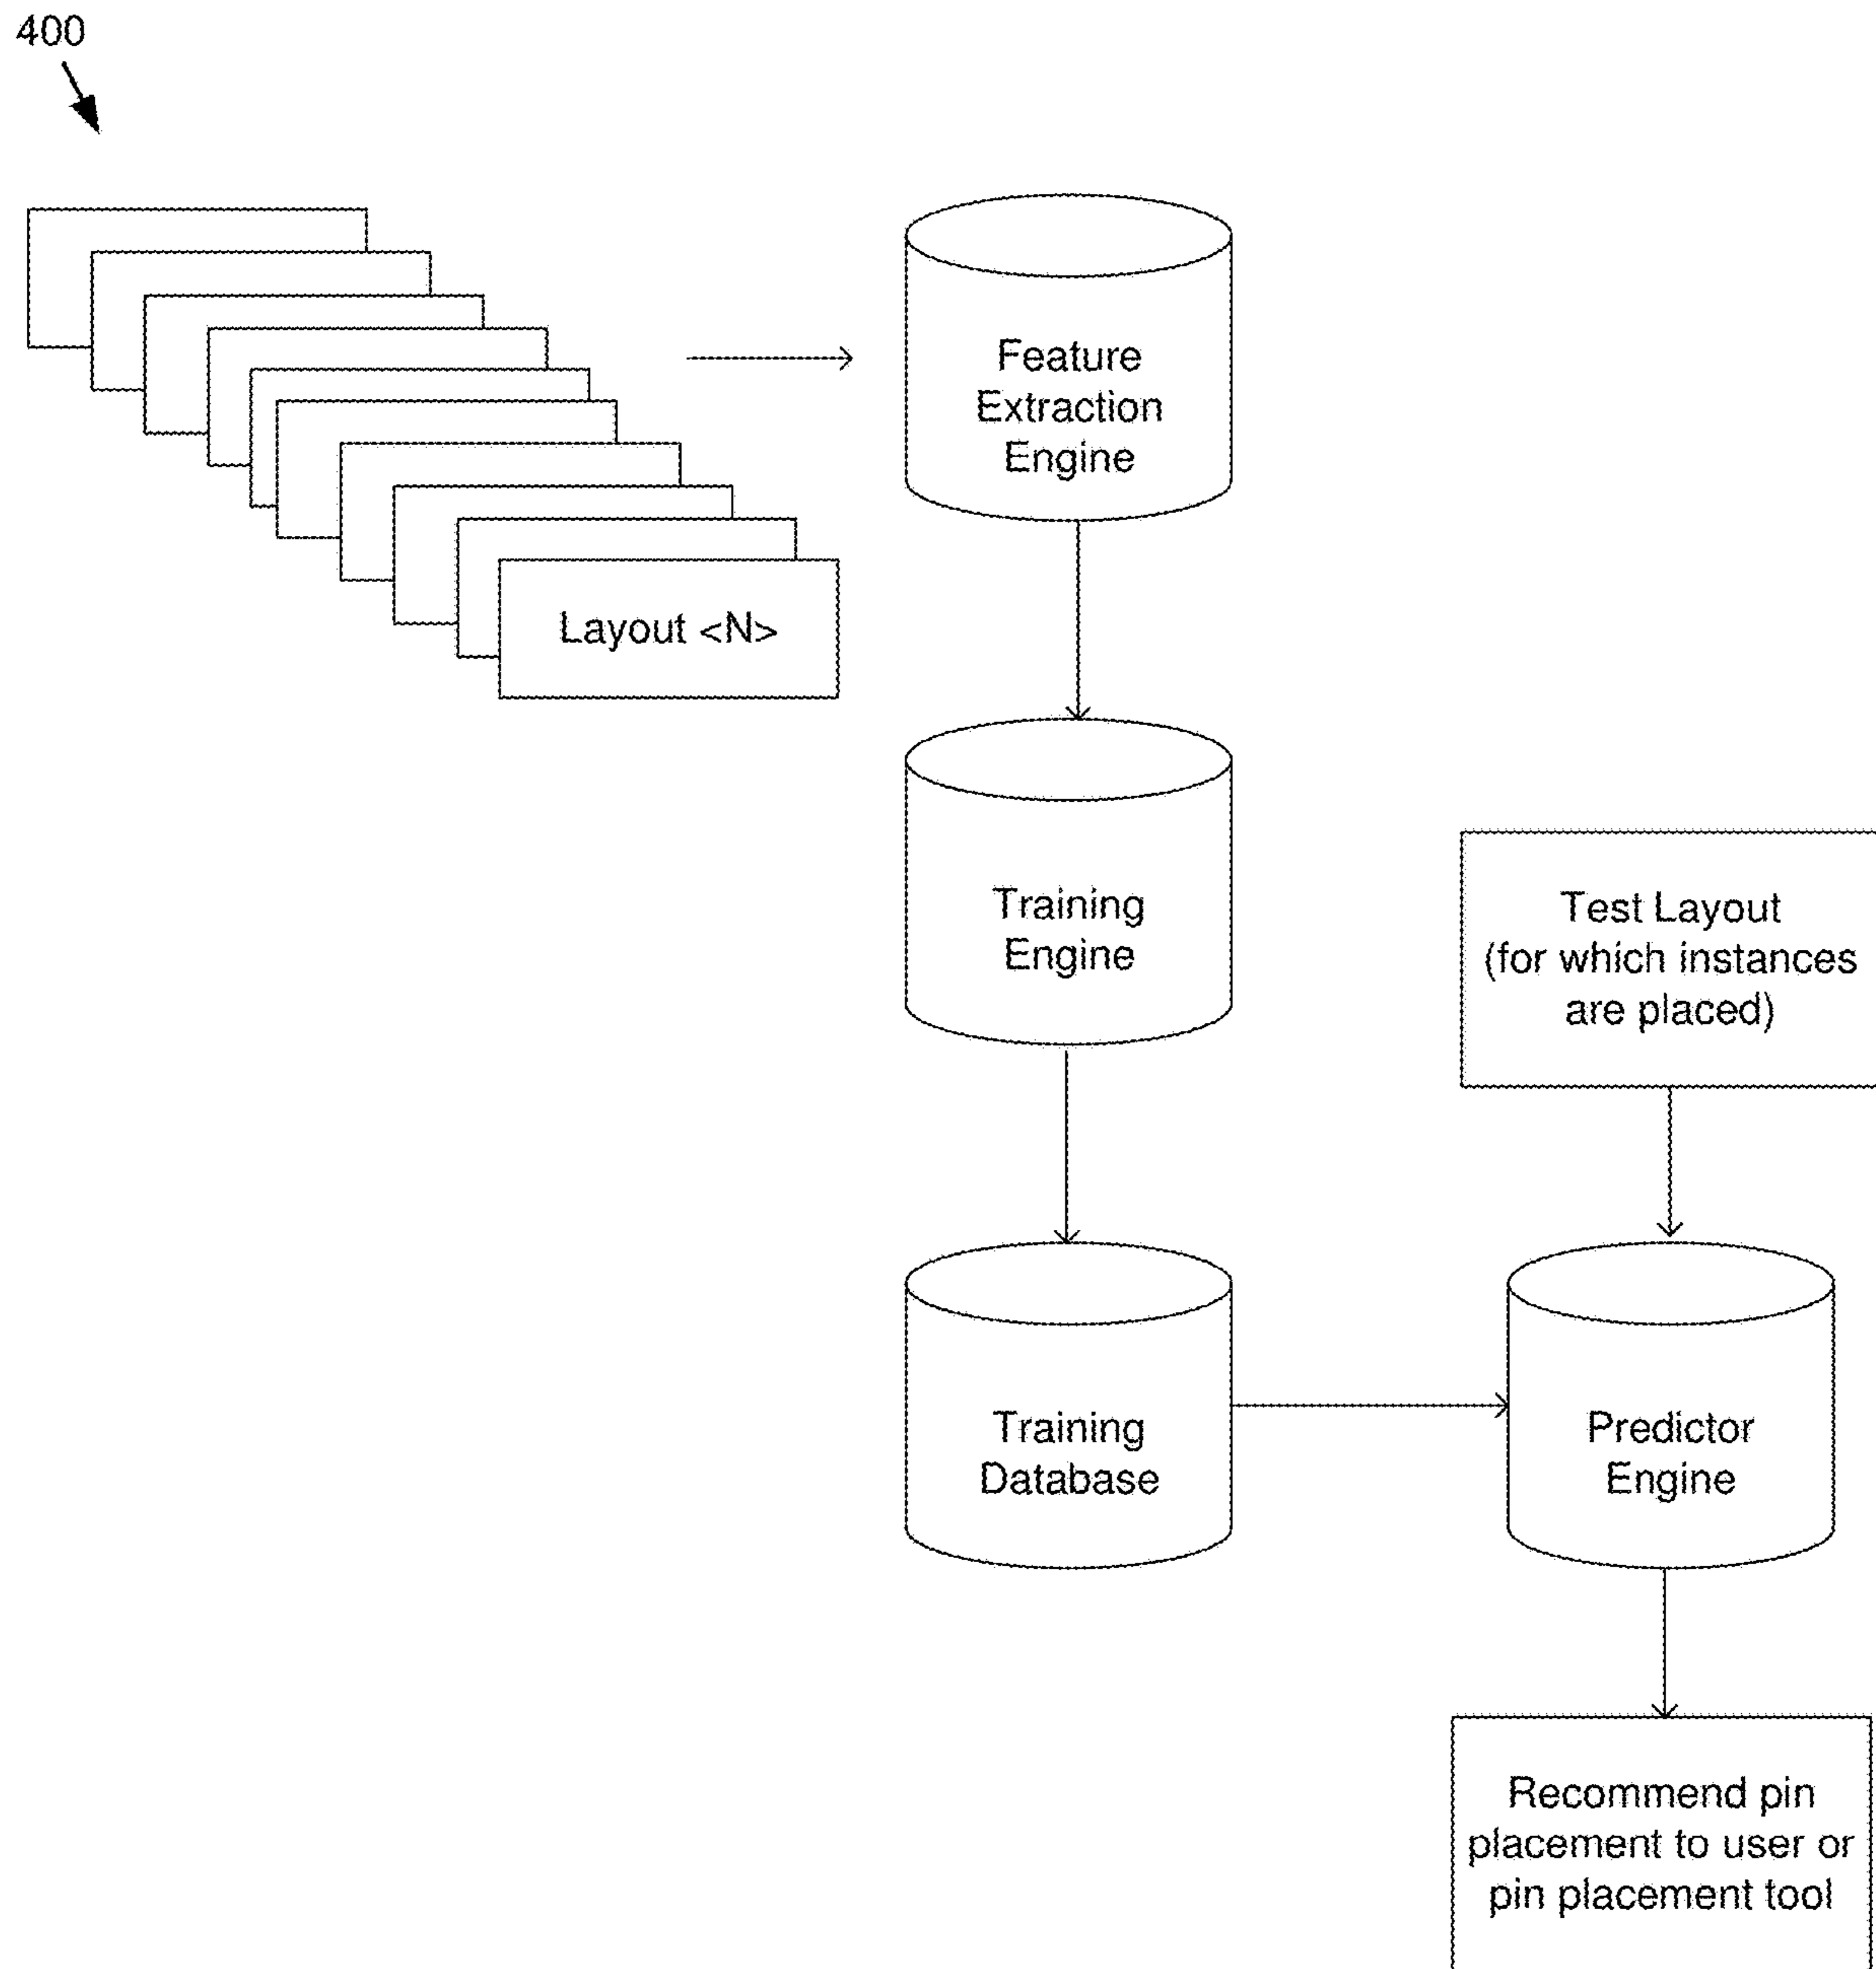 400
Feature
Extraction
Engine
Layout <N>
Training
Engine
Test Layout
(for which instances
are placed)
Training
Database
Predictor
Engine
Recommend pin
placement to user or
pin placement tool